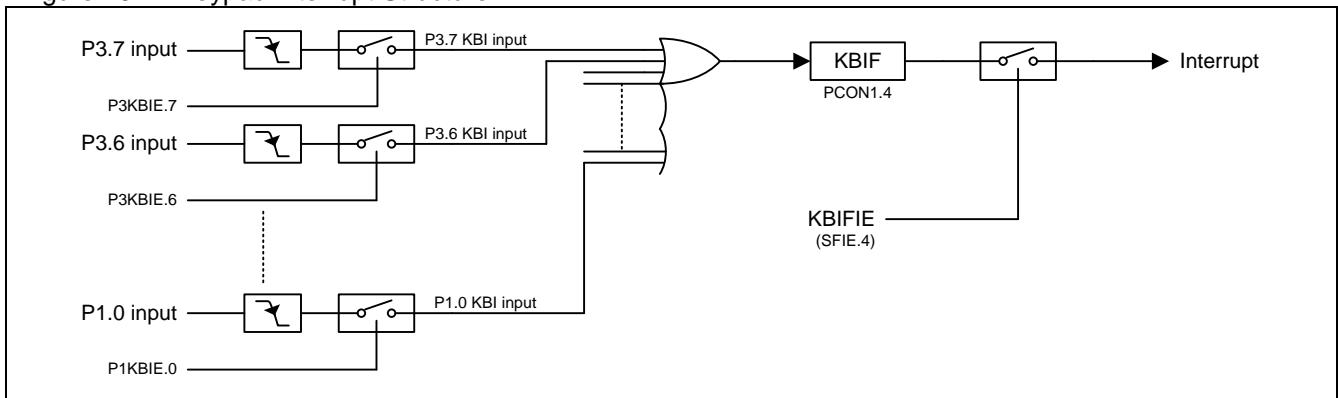 P3.7 input
P3.7 KBI input
P3KBIE.7
KBIF
PCON1.4
Interrupt
P3.6 input
P3.6 KBI input
P3KBIE.6
KBIFIE
(SFIE.4)
P1.0 input
P1.0 KBI input
P1KBIE.0